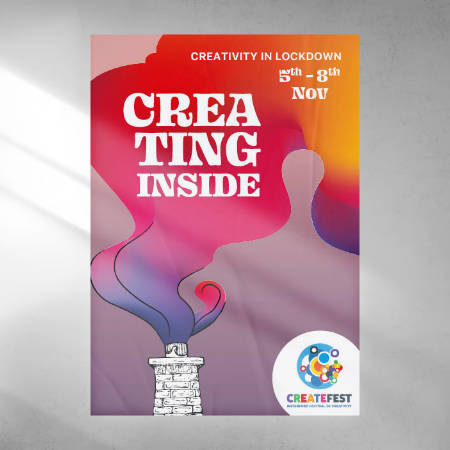 CREATIVITY IN LOCKDOWN
5th - 8th
Nov
CREA
TING
INSIDE
CREATEFEST